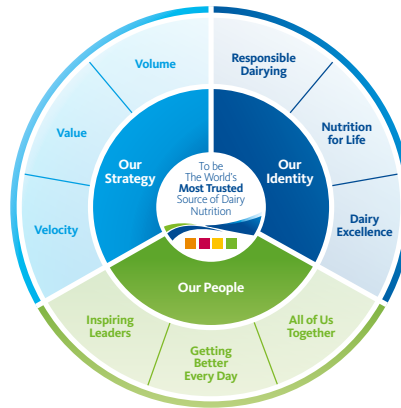 To be
The World's
Most Trusted
Source of Dairy
Nutrition
Our
Strategy
Volume
Value
Velocity
Our
Identity
Responsible
Dairying
Nutrition
for Life
Dairy
Excellence
Our People
Inspiring
Leaders
Getting
Better
Every Day
All of Us
Together